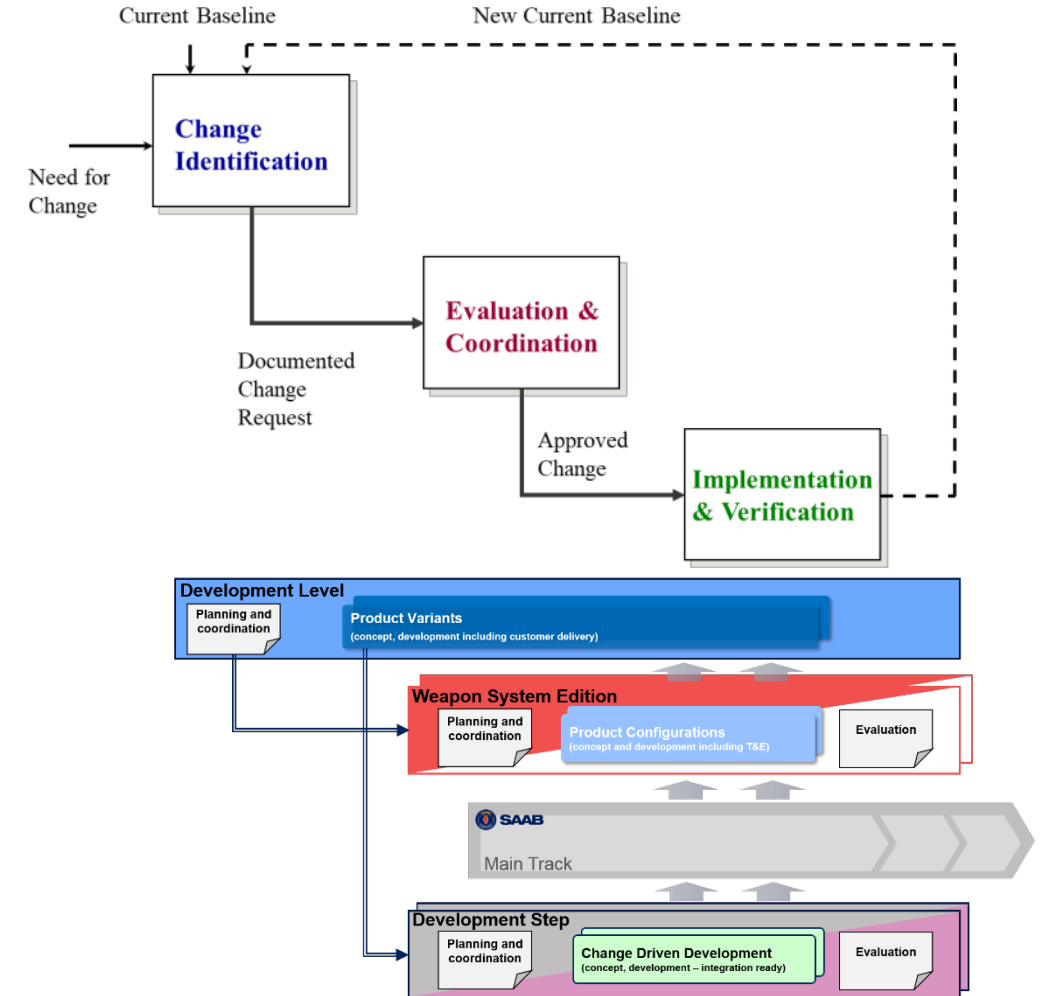 Current Baseline
New Current Baseline
Change
Identification
Need for
Change
Evaluation &
Coordination
Documented
Change
Request
Approved
Change
Implementation
& Verification
Development Level
Planning and
coordination
Product Variants
(concept, development including customer delivery)
Weapon System Edition
Planning and
coordination
Product Configurations
(concept and development including T&E)
Evaluation
SAAB
Main Track
Development Step
Planning and
coordination
Change Driven Development
(concept, development – integration ready)
Evaluation